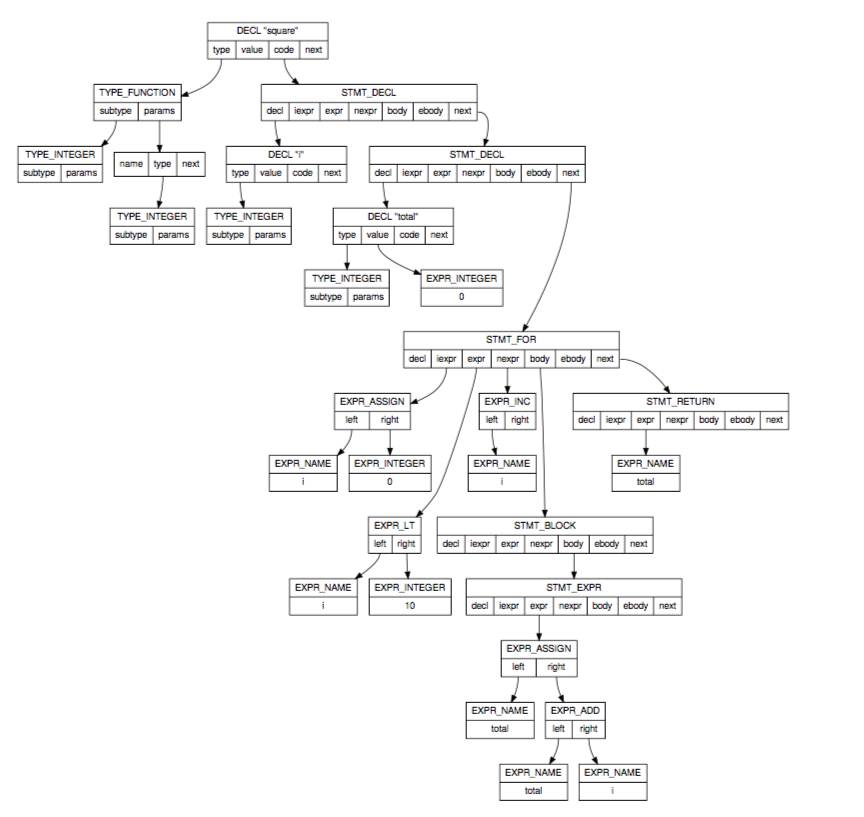 DECL "square"
type value code next
TYPE_FUNCTION
subtype params
STMT_DECL
decl iexpr expr nexpr body ebody next
TYPE_INTEGER
subtype params
name type next
DECL "i"
type value code next
STMT_DECL
decl iexpr expr nexpr body ebody next
TYPE_INTEGER
subtype params
TYPE_INTEGER
subtype params
DECL "total"
type value code next
TYPE_INTEGER
subtype params
EXPR_INTEGER
0
STMT_FOR
decl iexpr expr nexpr body ebody next
EXPR_ASSIGN
left right
EXPR_INC
left right
STMT_RETURN
decl iexpr expr nexpr body ebody next
EXPR_NAME
i
EXPR_INTEGER
0
EXPR_NAME
i
EXPR_NAME
total
EXPR_LT
left right
STMT_BLOCK
decl iexpr expr nexpr body ebody next
EXPR_NAME
i
EXPR_INTEGER
10
STMT_EXPR
decl iexpr expr nexpr body ebody next
EXPR_ASSIGN
left right
EXPR_NAME
total
EXPR_ADD
left right
EXPR_NAME
total
EXPR_NAME
i